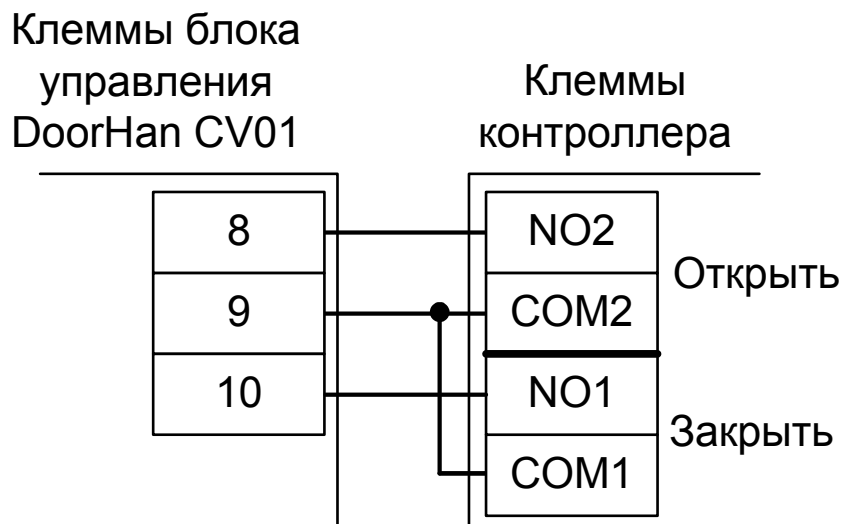 Клеммы блока
управления
DoorHan CV01
Клеммы
контроллера
8
9
10
NO2
COM2
NO1
COM1
Открыть
Закрыть